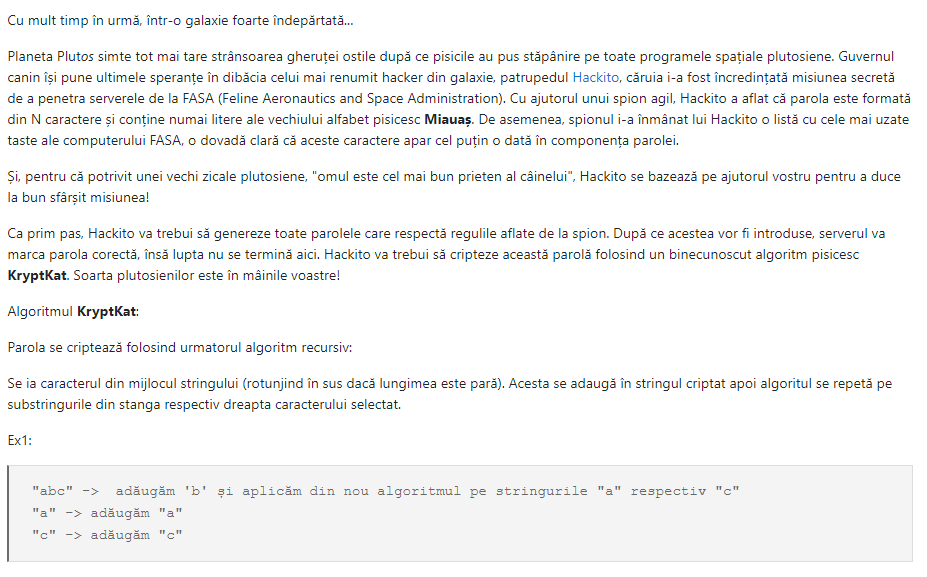 Cu mult timp în urmă, într-o galaxie foarte îndepărtată...
Planeta Plutos simte tot mai tare strânsoarea gheruței ostile după ce pisicile au pus stăpânire pe toate programele spațiale plutosiene. Guvernul
canin își pune ultimele speranțe în dibăcia celui mai renumit hacker din galaxie, patrupedul Hackito, căruia i-a fost încredințată misiunea secretă
de a penetra serverele de la FASA (Feline Aeronautics and Space Administration). Cu ajutorul unui spion agil, Hackito a aflat că parola este formată
din N caractere și conține numai litere ale vechiului alfabet pisicesc Miauaș. De asemenea, spionul i-a înmânat lui Hackito o listă cu cele mai uzate
taste ale computerului FASA, o dovadă clară că aceste caractere apar cel puțin o dată în componența parolei.
Și, pentru că potrivit unei vechi zicale plutosiene, "omul este cel mai bun prieten al câinelui", Hackito se bazează pe ajutorul vostru pentru a duce
la bun sfârșit misiunea!
Ca prim pas, Hackito va trebui să genereze toate parolele care respectă regulile aflate de la spion. După ce acestea vor fi introduse, serverul va
marca parola corectă, însă lupta nu se termină aici. Hackito va trebui să cripteze această parolă folosind un binecunoscut algoritm pisicesc
KryptKat. Soarta plutosienilor este în mâinile voastre!
Algoritmul KryptKat:
Parola se criptează folosind urmatorul algoritm recursiv:
Se ia caracterul din mijlocul stringului (rotunjind în sus dacă lungimea este pară). Acesta se adaugă în stringul criptat apoi algoritul se repetă pe
substringurile din stanga respectiv dreapta caracterului selectat.
Ex1:
"abc" -> adăugăm 'b' și aplicăm din nou algoritmul pe stringurile "a" respectiv "c"
"a" -> adăugăm "a"
"c" -> adăugăm "c"